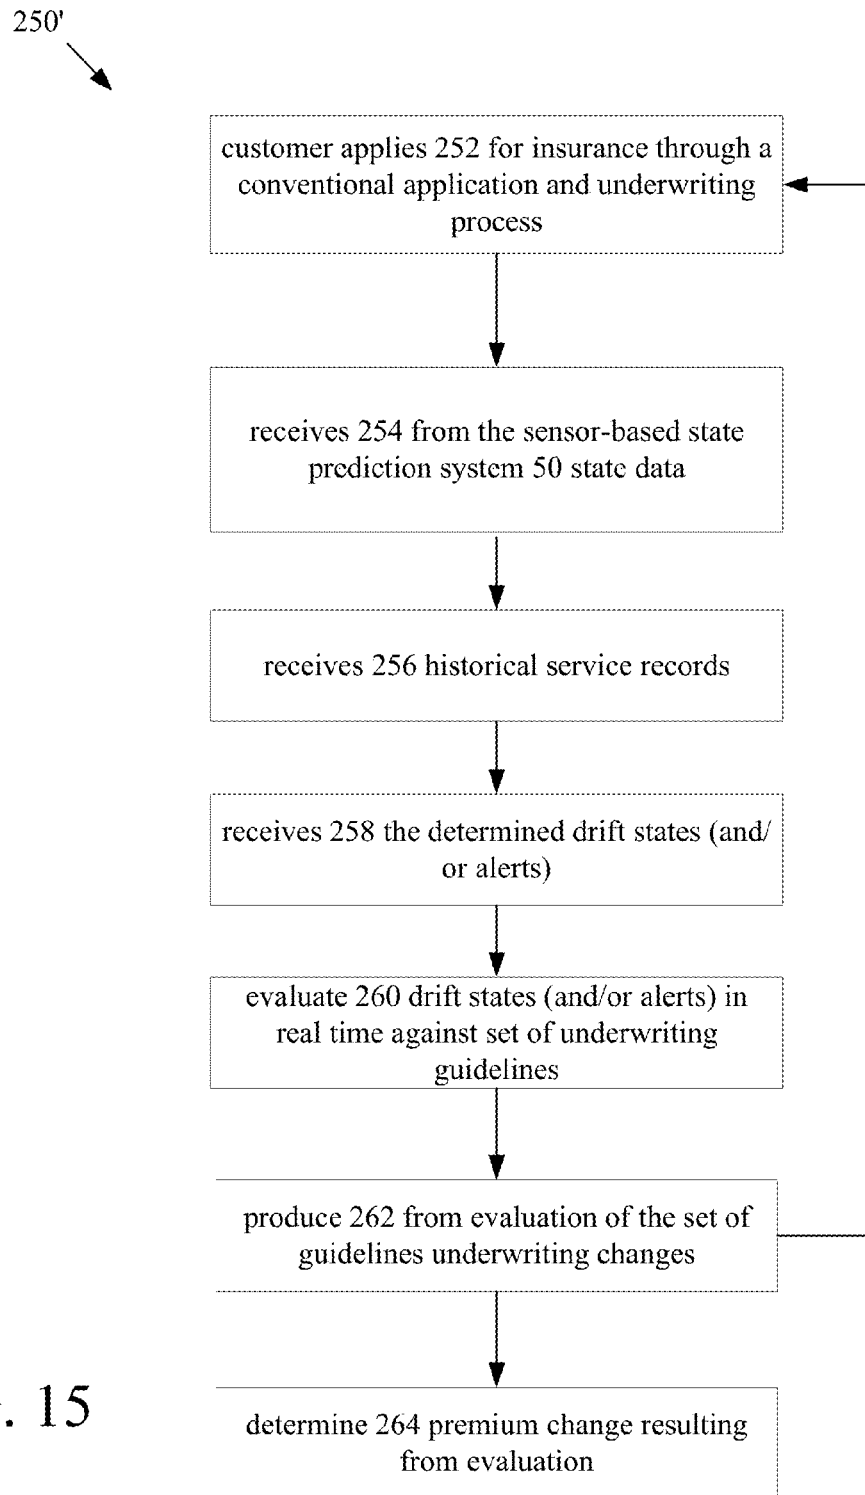 250'
customer applies 252 for insurance through a
conventional application and underwriting
process
receives 254 from the sensor-based state
prediction system 50 state data
receives 256 historical service records
receives 258 the determined drift states (and/
or alerts)
evaluate 260 drift states (and/or alerts) in
real time against set of underwriting
guidelines
produce 262 from evaluation of the set of
guidelines underwriting changes
. 15
determine 264 premium change resulting
from evaluation